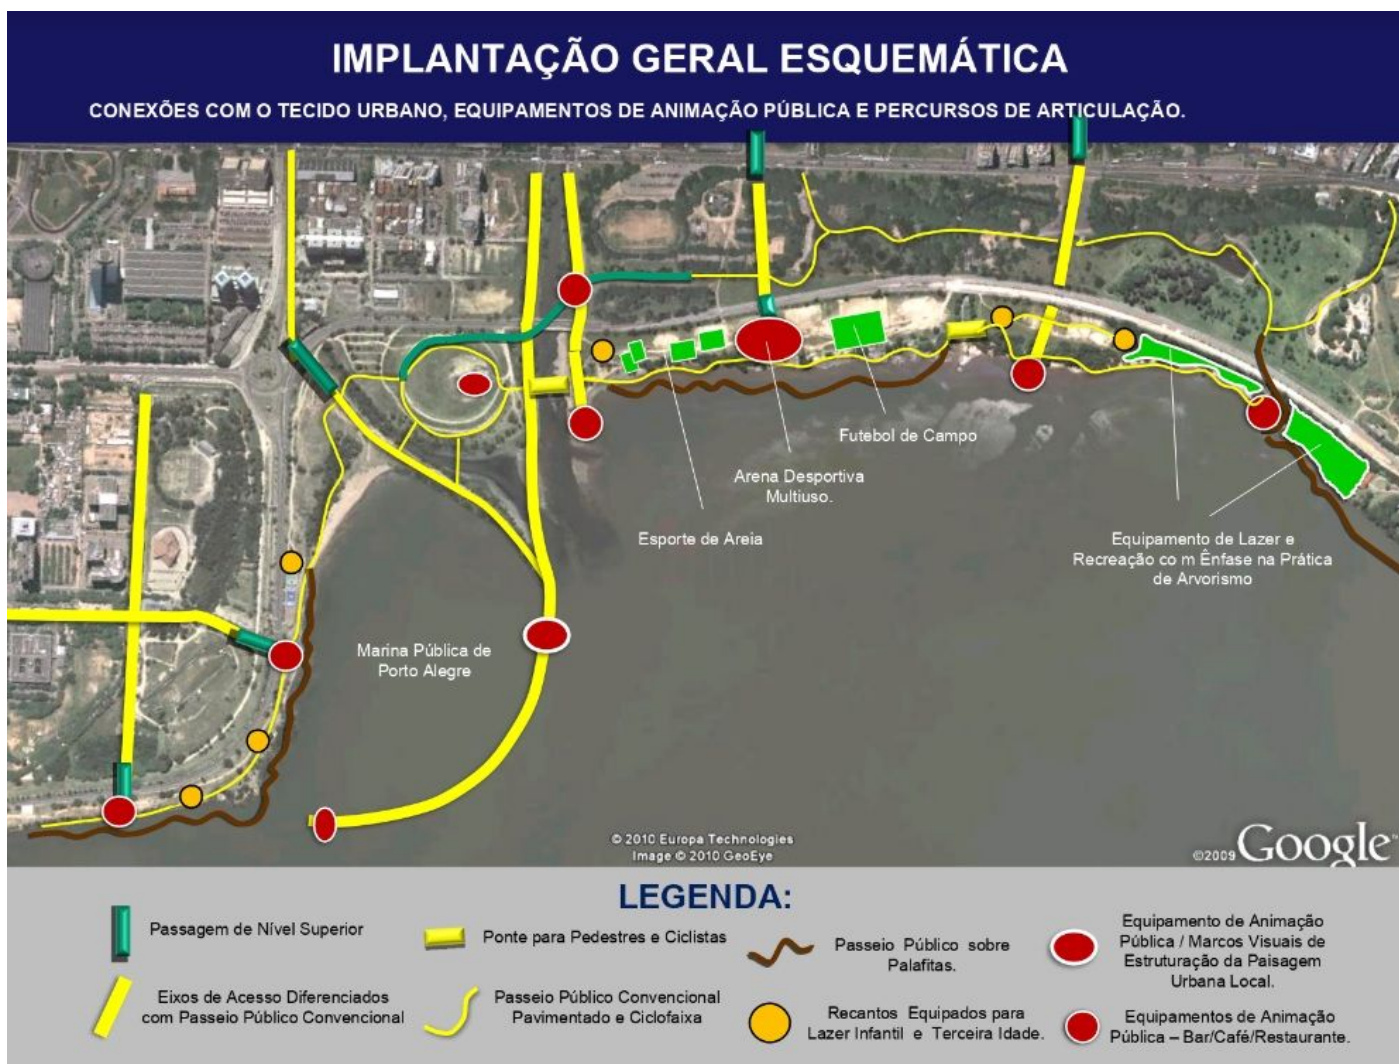 IMPLANTAÇÃO GERAL ESQUEMÁTICA
CONEXÕES COM O TECIDO URBANO, EQUIPAMENTOS DE ANIMAÇÃO PÚBLICA E PERCURSOS DE ARTICULAÇÃO.
Futebol de Campo
Arena Desportiva
Multiuso.
Esporte de Areia
Equipamento de Lazer e
Recreação co m Ênfase na Prática
de Arvorismo
Marina Pública de
Porto Alegre
© 2010 Europa Technologies
Image © 2010 GeoEye
©2009 Google
LEGENDA:
Passagem de Nível Superior
Eixos de Acesso Diferenciados
com Passeio Público Convencional
Ponte para Pedestres e Ciclistas
Passeio Público Convencional
Pavimentado e Ciclofaixa
Passeio Público sobre
Palafitas.
Recantos Equipados para
Lazer Infantil e Terceira Idade.
Equipamento de Animação
Pública / Marcos Visuais de
Estruturação da Paisagem
Urbana Local.
Equipamentos de Animação
Pública – Bar/Café/Restaurante.